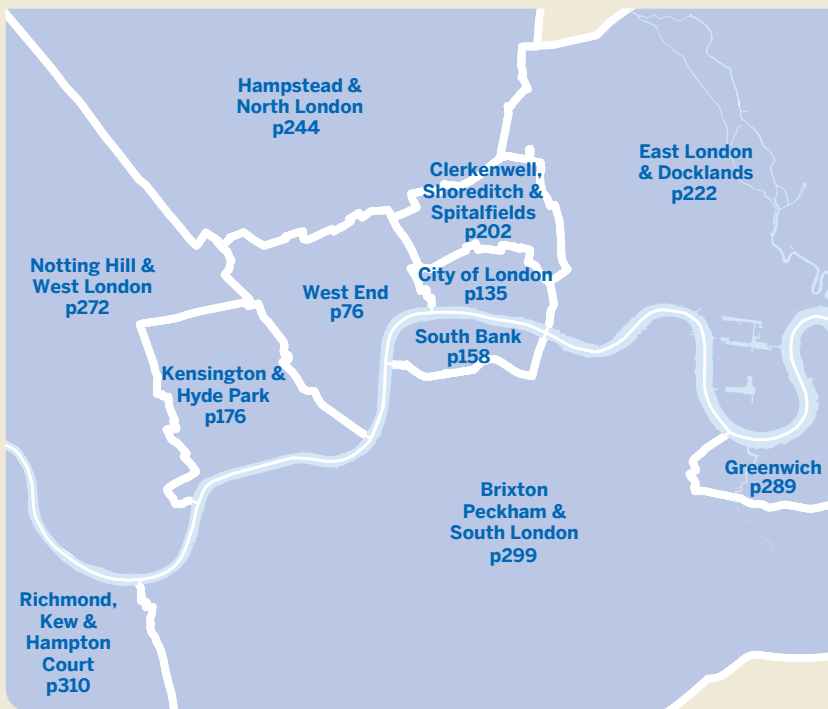 Hampstead &
North London
p244
Clerkenwell,
Shoreditch &
Spitalfields
p202
East London
& Docklands
p222
Notting Hill &
West London
p272
West End
p76
City of London
p135
South Bank
p158
Kensington &
Hyde Park
p176
Greenwich
p289
Brixton
Peckham &
South London
p299
Richmond,
Kew &
Hampton
Court
p310